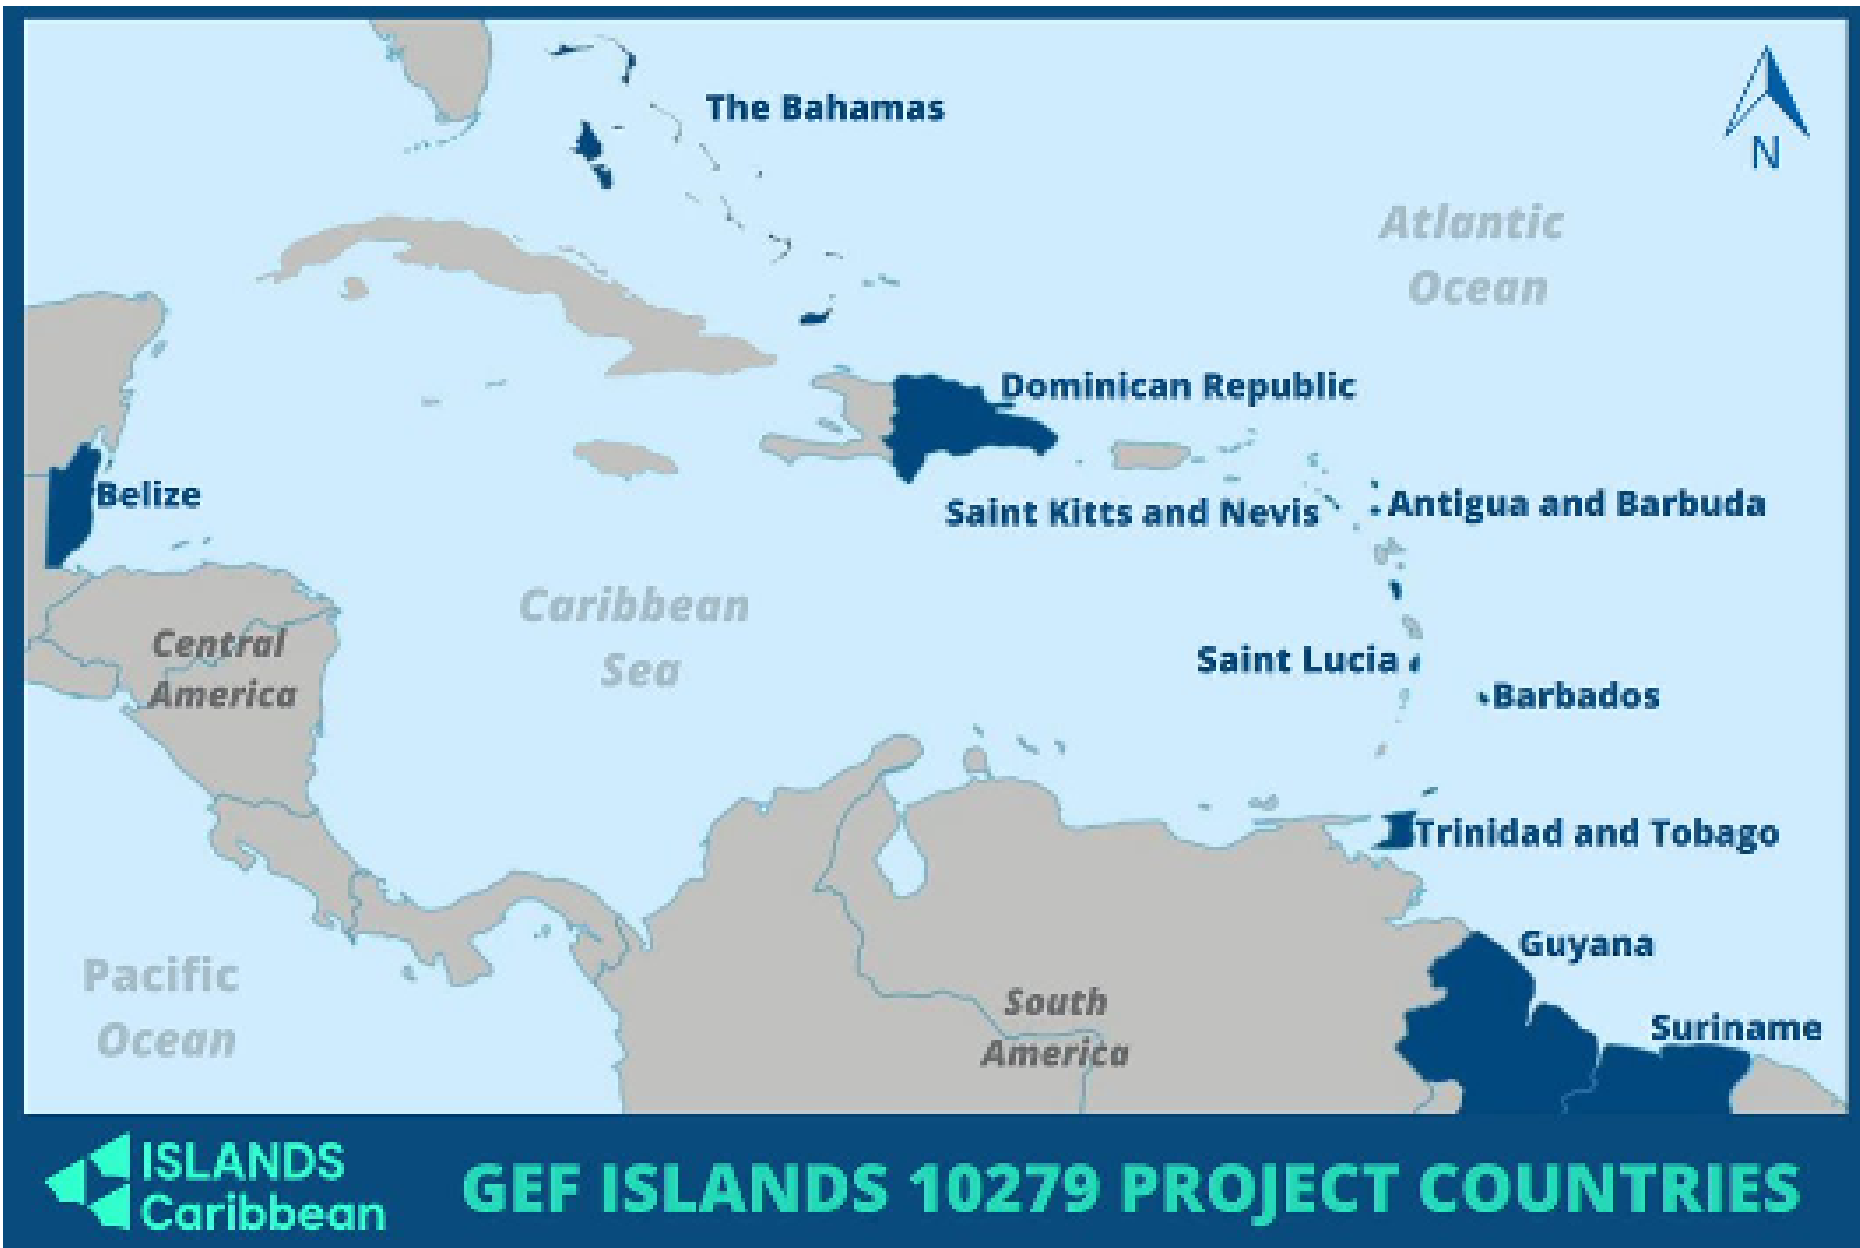 The Bahamas
N
Atlantic
Ocean
Dominican Republic
Belize
Saint Kitts and Nevis
Antigua and Barbuda
Caribbean
Sea
Central
America
Saint Lucia
Barbados
Trinidad and Tobago
Guyana
Pacific
Ocean
South
America
Suriname
ISLANDS
Caribbean
GEF ISLANDS 10279 PROJECT COUNTRIES